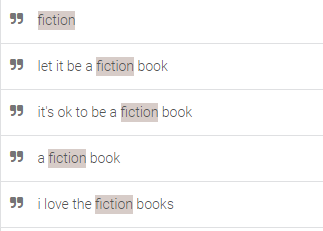 fiction
let it be a fiction book
it's ok to be a fiction book
a fiction book
i love the fiction books